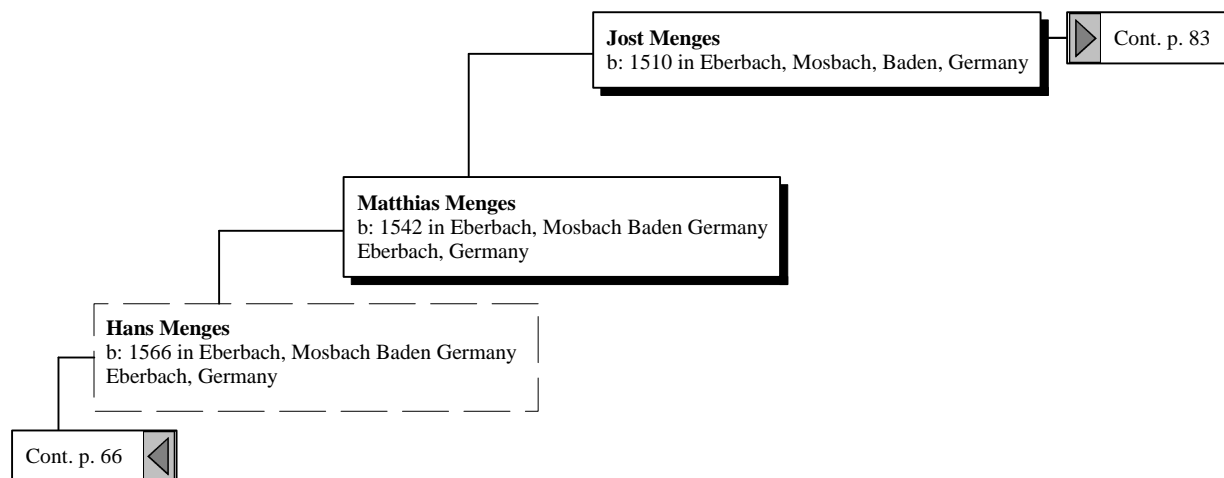 Jost Menges
b: 1510 in Eberbach, Mosbach, Baden, Germany
Cont. p. 83
Matthias Menges
b: 1542 in Eberbach, Mosbach Baden Germany
Eberbach, Germany
Hans Menges
b: 1566 in Eberbach, Mosbach Baden Germany
Eberbach, Germany
Cont. p. 66